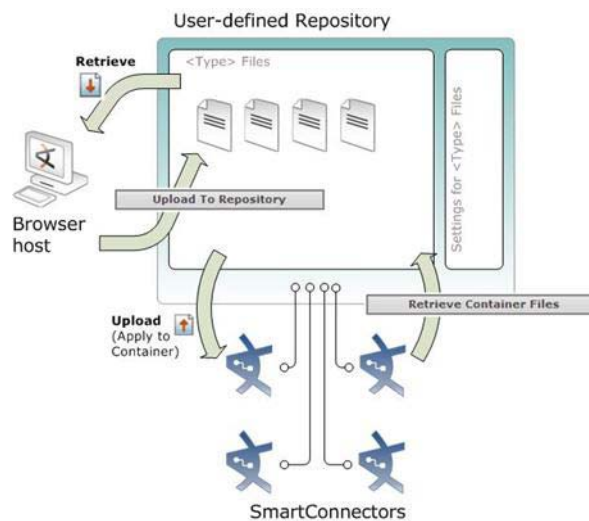 User-defined Repository
Retrieve
<Type> Files
Settings for <Type> Files
Upload To Repository
Browser
host
Retrieve Container Files
Upload
(Apply to
Container)
SmartConnectors